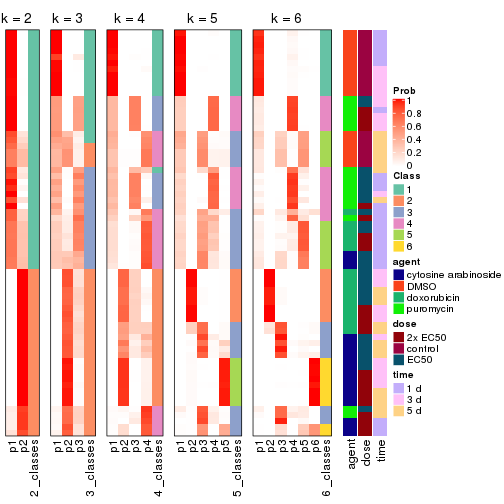 k = 2 k = 3 k = 4 k = 5 k = 6
Prob
1
0.8
0.6
0.4
0.2
0
Class
1
2
3
4
5
6
agent
cytosine arabinoside
DMSO
doxorubicin
puromycin
dose
2x EC50
control
EC50
time
1 d
3 d
5 d
p1 p2 2_classes p1 p2 p3 3_classes p1 p2 p3 p4 4_classes p1 p2 p3 p4 p5 5_classes p1 p2 p3 p4 p5 p6 6_classes agent dose time